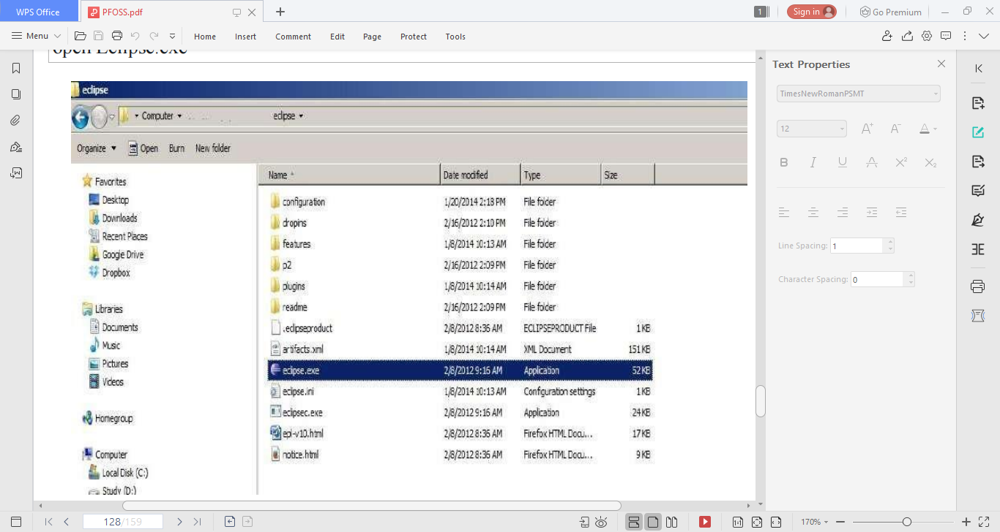 WPS Office
PFOSS.pdf
1
Sign in
Go Premium
Menu
Home Insert Comment Edit Page Protect Tools
open Eclipse.exe
eclipse
Computer eclipse
Organize Open Burn New folder
Favorites
Desktop
Downloads
Recent Places
Google Drive
Dropbox
Libraries
Documents
Music
Pictures
Videos
Homegroup
Computer
Local Disk (C:)
Study (D:)
Name Date modified Type Size
configuration 1/20/2014 2:18 PM File folder
dropins 2/16/2012 2:10 PM File folder
features 1/8/2014 10:13 AM File folder
p2 2/16/2012 2:09 PM File folder
plugins 1/8/2014 10:14 AM File folder
readme 2/16/2012 2:09 PM File folder
.eclipseproduct 2/8/2012 8:36 AM ECLIPSEPRODUCT File 1 KB
artifacts.xml 1/8/2014 10:14 AM XML Document 151 KB
eclipse.exe 2/8/2012 9:16 AM Application 52 KB
eclipse.ini 1/8/2014 10:13 AM Configuration settings 1 KB
eclipsec.exe 2/8/2012 9:16 AM Application 24 KB
epl-v10.html 2/8/2012 8:36 AM Firefox HTML Docu... 17 KB
notice.html 2/8/2012 8:36 AM Firefox HTML Docu... 9 KB
Text Properties
TimesNewRomanPSMT
12 A+ A- A
B I U A X² X₂
Line Spacing: 1
Character Spacing: 0
128/159
1:1
170%